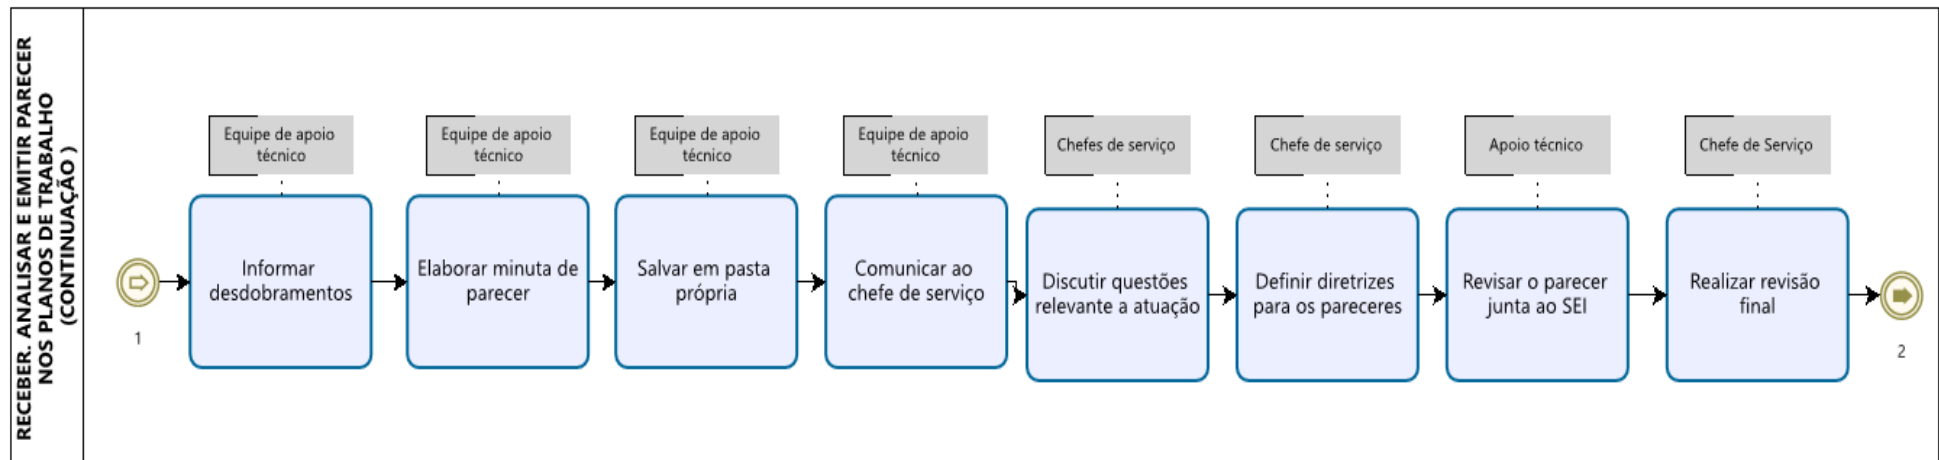 RECEBER. ANALISAR E EMITIR PARECER
NOS PLANOS DE TRABALHO
(CONTINUAÇÃO )
1
Equipe de apoio
técnico
Informar
desdobramentos
Equipe de apoio
técnico
Elaborar minuta de
parecer
Equipe de apoio
técnico
Salvar em pasta
própria
Equipe de apoio
técnico
Comunicar ao
chefe de serviço
Chefes de serviço
Discutir questões
relevante a atuação
Chefe de serviço
Definir diretrizes
para os pareceres
Apoio técnico
Revisar o parecer
junta ao SEI
Chefe de Serviço
Realizar revisão
final
2